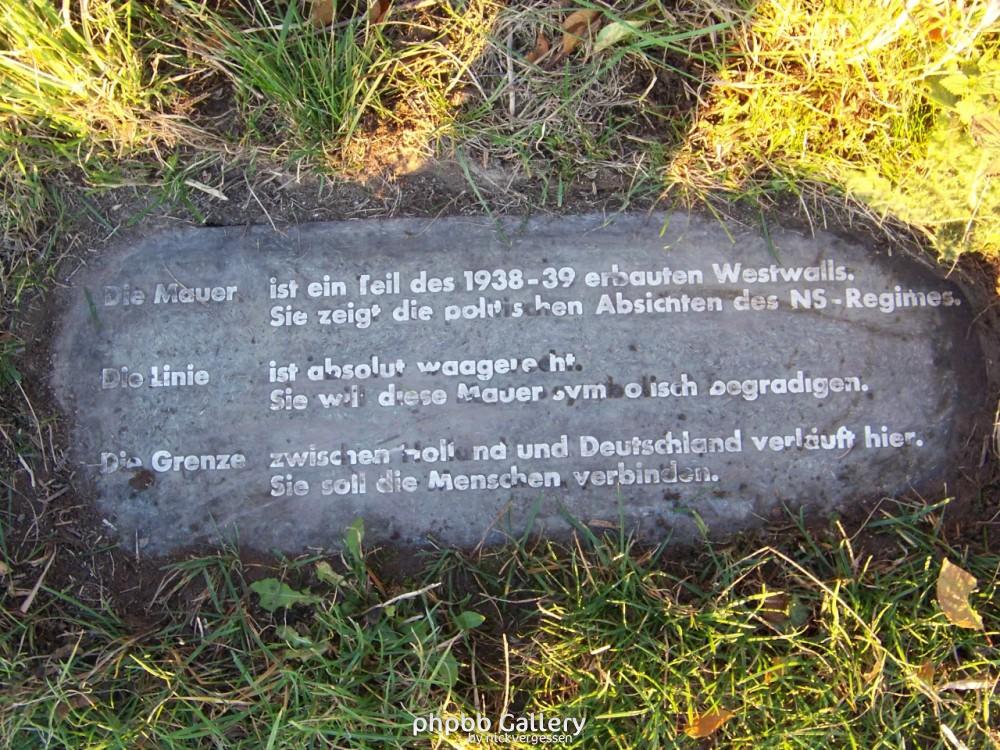 Die Mauer ist ein Teil des 1938-39 erbauten Westwalls.
Sie zeigt die politischen Absichten des NS-Regimes.
Die Linie ist absolut waagerecht.
Sie will diese Mauer symbolisch begradigen.
Die Grenze zwischen Holland und Deutschland verläuft hier.
Sie soll die Menschen verbinden.
phpbb Gallery
by nickvergessen